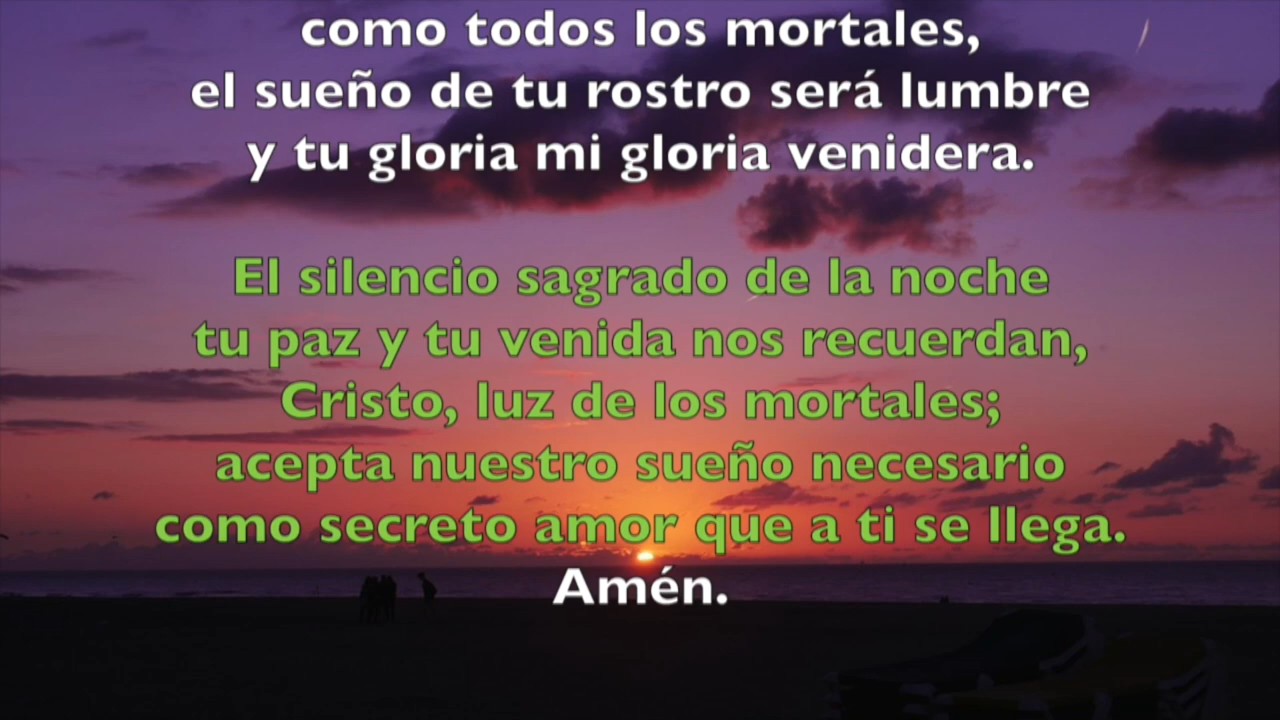 como todos los mortales,
el sueño de tu rostro será lumbre
y tu gloria mi gloria venidera.
El silencio sagrado de la noche
tu paz y tu venida nos recuerdan,
Cristo, luz de los mortales;
acepta nuestro sueño necesario
como secreto amor que a ti se llega.
Amén.